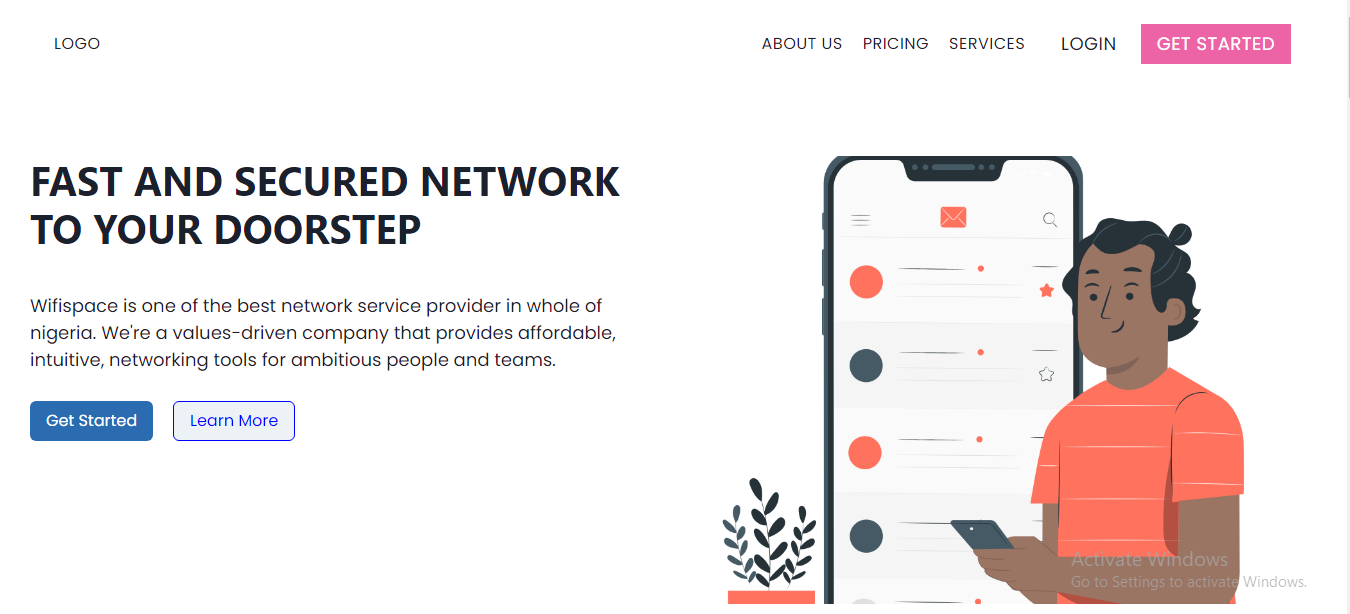 LOGO
ABOUT US PRICING SERVICES LOGIN GET STARTED
FAST AND SECURED NETWORK
TO YOUR DOORSTEP
Wifispace is one of the best network service provider in whole of
nigeria. We're a values-driven company that provides affordable,
intuitive, networking tools for ambitious people and teams.
Get Started Learn More
Activate Windows
Go to Settings to activate Windows.